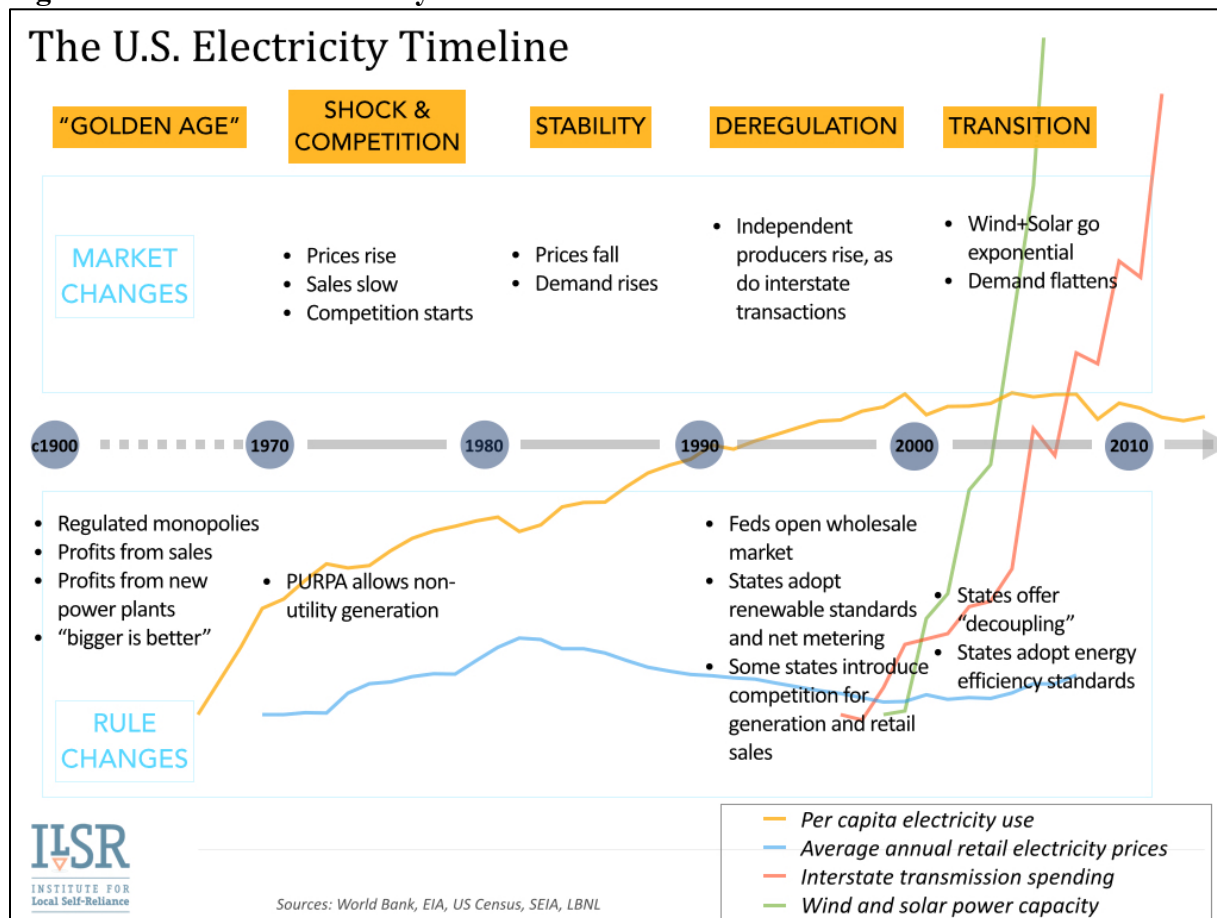 The U.S. Electricity Timeline
"GOLDEN AGE"
SHOCK &
COMPETITION
STABILITY
DEREGULATION
TRANSITION
MARKET
CHANGES
• Prices rise
• Sales slow
• Competition starts
• Prices fall
• Demand rises
• Independent
producers rise, as
do interstate
transactions
• Wind+Solar go
exponential
• Demand flattens
c1900
1970
1980
1990
2000
2010
• Regulated monopolies
• Profits from sales
• Profits from new
power plants
• "bigger is better"
• PURPA allows non-
utility generation
• Feds open wholesale
market
• States adopt
renewable standards
and net metering
• Some states introduce
competition for
generation and retail
sales
• States offer
"decoupling"
• States adopt energy
efficiency standards
RULE
CHANGES
ILSR
INSTITUTE FOR
Local Self-Reliance
Sources: World Bank, EIA, US Census, SEIA, LBNL
Per capita electricity use
Average annual retail electricity prices
Interstate transmission spending
Wind and solar power capacity